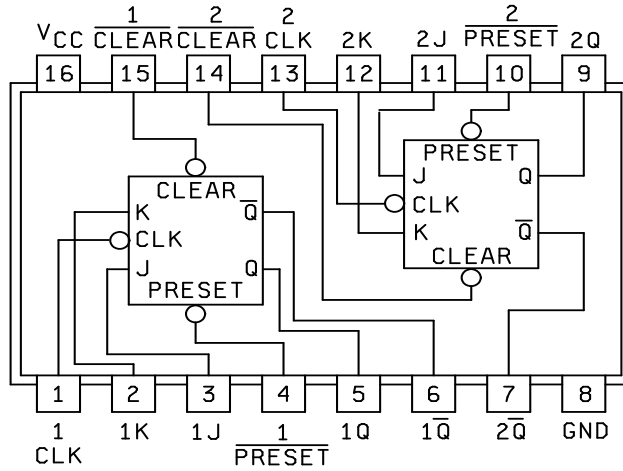 1 2 2 2
VCC CLEAR CLEAR CLK 2K 2J PRESET 2Q
16 15 14 13 12 11 10 9
PRESET
J Q
CLK
K Q̅
CLEAR
CLEAR
K Q̅
CLK
J Q
PRESET
1 2 3 4 5 6 7 8
1 1K 1J 1 1Q 1Q̅ 2Q̅ GND
CLK PRESET